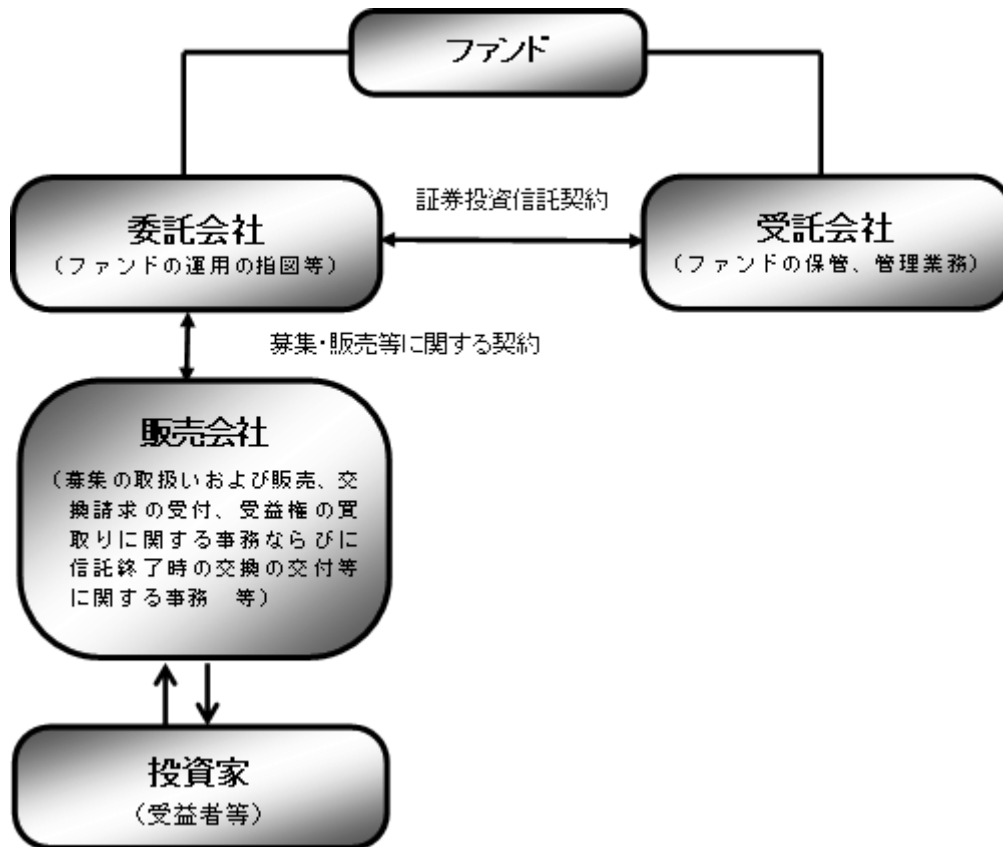 ファンド
証券投資信託契約
委託会社
(ファンドの運用の指図等)
受託会社
(ファンドの保管、管理業務)
募集・販売等に関する契約
販売会社
(募集の取扱いおよび販売、交
換請求の受付、受益権の買
取りに関する事務ならびに
信託終了時の交換の交付等
に関する事務 等)
投資家
(受益者等)